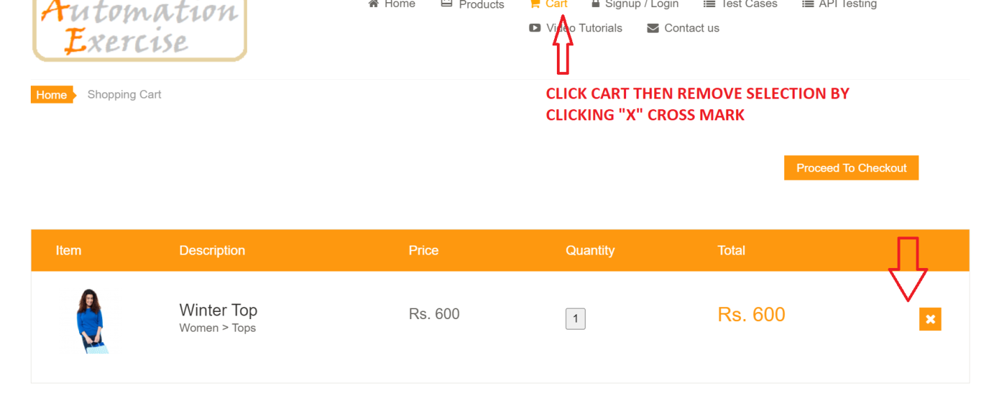 Automation
Exercise
Home Products Cart Signup / Login Test Cases API Testing
Video Tutorials Contact us
Home Shopping Cart
CLICK CART THEN REMOVE SELECTION BY
CLICKING "X" CROSS MARK
Proceed To Checkout
Item Description Price Quantity Total
Winter Top Rs. 600 1 Rs. 600
Women > Tops